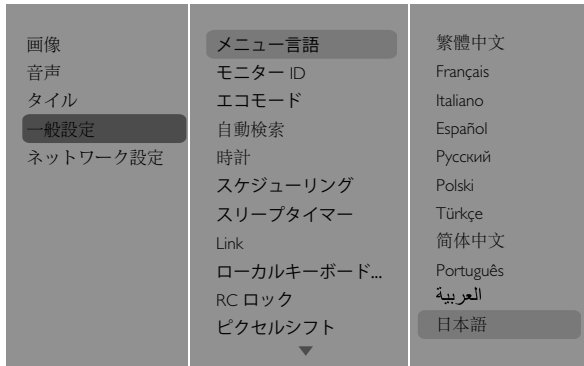 画像
音声
タイル
一般設定
ネットワーク設定
メニュー言語
モニター ID
エコモード
自動検索
時計
スケジューリング
スリープタイマー
Link
ローカルキーボード...
RC ロック
ピクセルシフト
繁體中文
Français
Italiano
Español
Русский
Polski
Türkçe
简体中文
Português
العربية
日本語